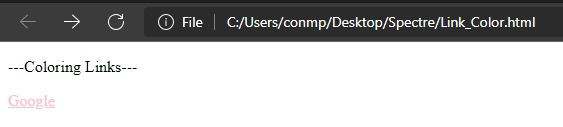 File C:/Users/conmp/Desktop/Spectre/Link_Color.html
---Coloring Links---
Google